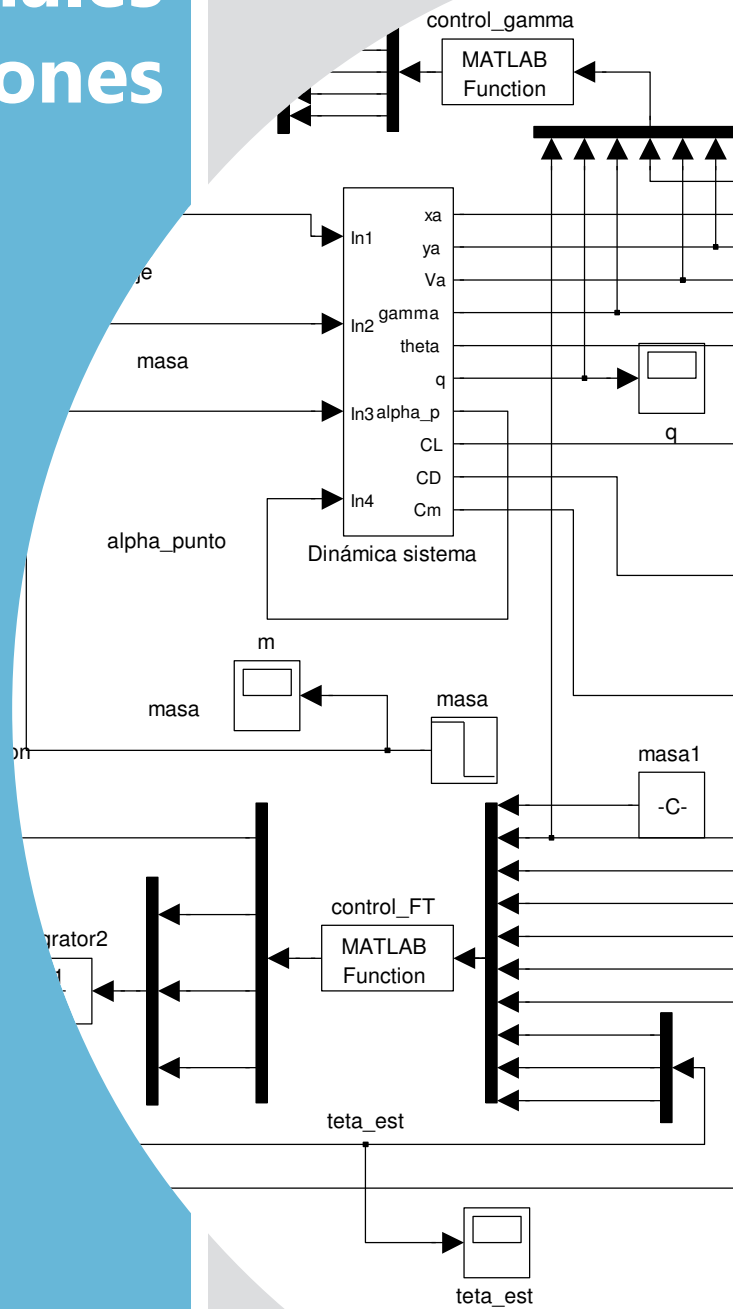 ones
control_gamma
MATLAB
Function
In1
In2
In3
In4
xa
ya
Va
gamma
theta
q
alpha_p
CL
CD
Cm
Dinámica sistema
masa
q
alpha_punto
m
masa
masa
masa1
-C-
control_FT
MATLAB
Function
teta_est
teta_est